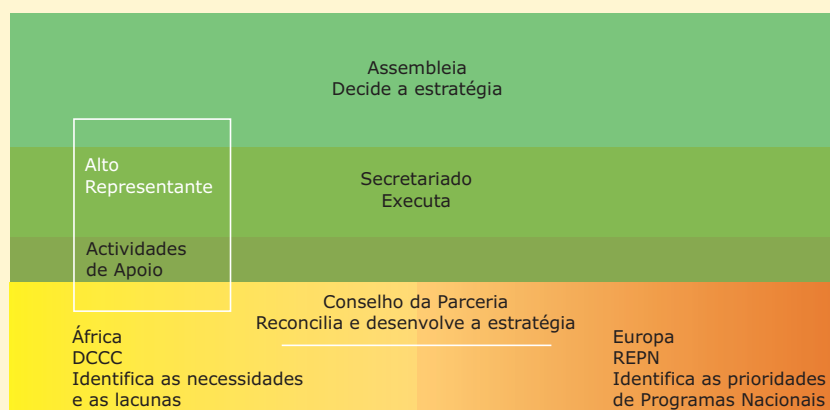 Assembleia
Decide a estratégia
Alto
Representante
Secretariado
Executa
Actividades
de Apoio
Conselho da Parceria
Reconcilia e desenvolve a estratégia
África
DCCC
Identifica as necessidades
e as lacunas
Europa
REPN
Identifica as prioridades
de Programas Nacionais